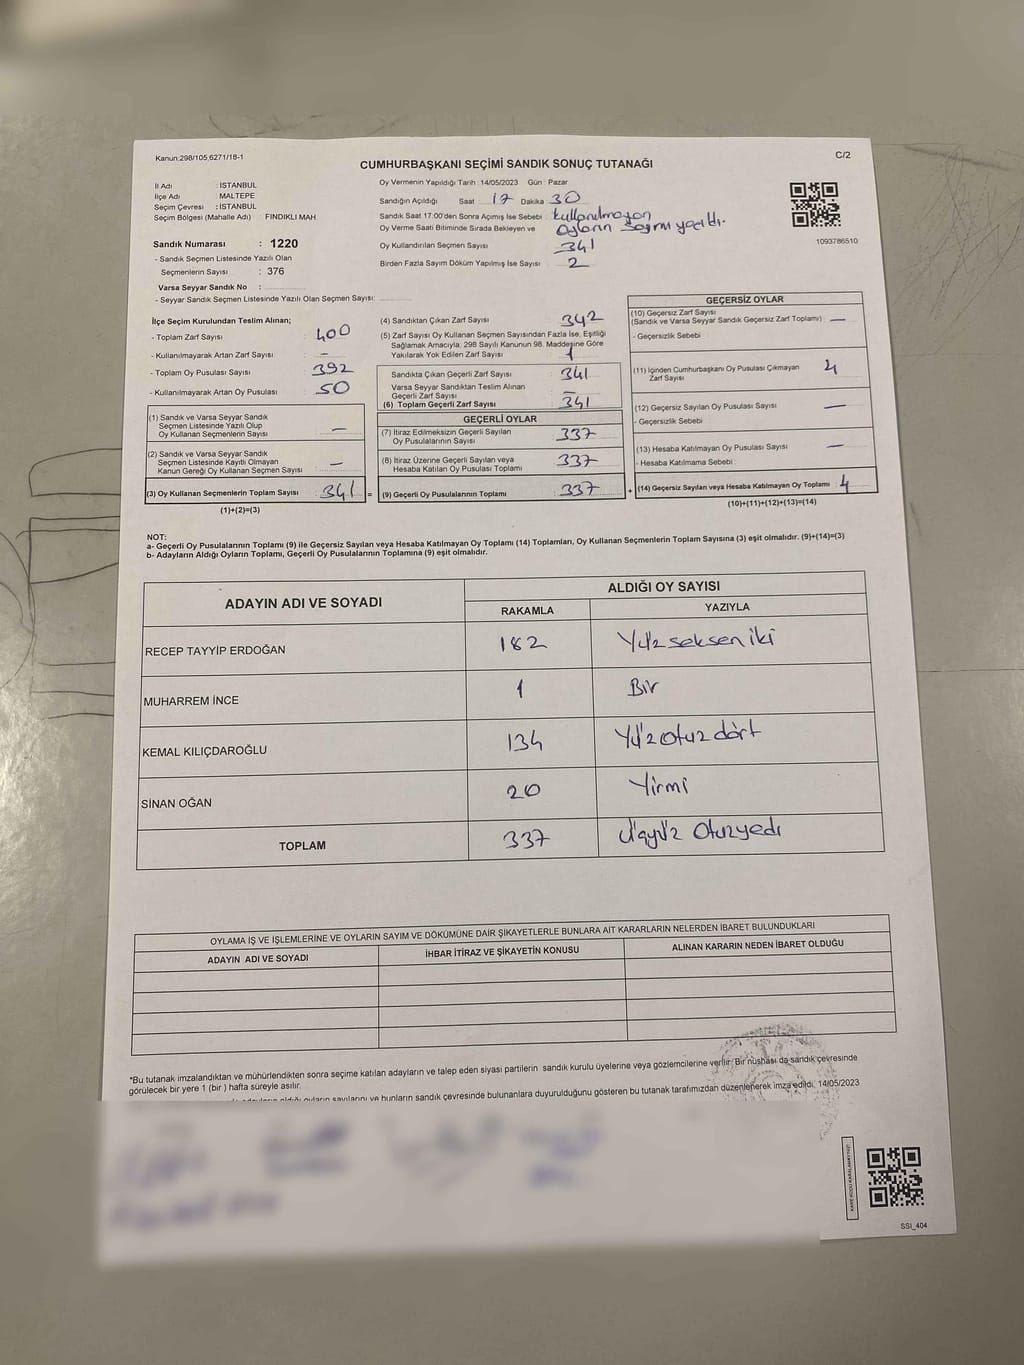 Kanun:298/105,6271/18-1
C/2
CUMHURBAŞKANI SEÇİMİ SANDIK SONUÇ TUTANAĞI
İl Adı : İSTANBUL
İlçe Adı : MALTEPE
Seçim Çevresi : İSTANBUL
Seçim Bölgesi (Mahalle Adı) : FINDIKLI MAH.
Sandık Numarası : 1220
- Sandık Seçmen Listesinde Yazılı Olan
Seçmenlerin Sayısı : 376
Varsa Seyyar Sandık No :
- Seyyar Sandık Seçmen Listesinde Yazılı Olan Seçmen Sayısı:
Oy Vermenin Yapıldığı Tarih : 14/05/2023 Gün : Pazar
Sandığın Açıldığı Saat 17 Dakika 30
Sandık Saat 17:00'den Sonra Açımış İse Sebebi : kullanılmayan
Oy Verme Saati Bitiminde Sırada Bekleyen ve oyların sayımı yapıldı.
Oy Kullandırılan Seçmen Sayısı 341
Birden Fazla Sayım Döküm Yapılmış İse Sayısı : 2
1093786510
İlçe Seçim Kurulundan Teslim Alınan;
- Toplam Zarf Sayısı : 400
- Kullanılmayarak Artan Zarf Sayısı : –
- Toplam Oy Pusulası Sayısı : 392
- Kullanılmayarak Artan Oy Pusulası : 50
(1) Sandık ve Varsa Seyyar Sandık
Seçmen Listesinde Yazılı Olup
Oy Kullanan Seçmenlerin Sayısı : –
(2) Sandık ve Varsa Seyyar Sandık
Seçmen Listesinde Kayıtlı Olmayan
Kanun Gereği Oy Kullanan Seçmen Sayısı : –
(3) Oy Kullanan Seçmenlerin Toplam Sayısı : 341 =
(1)+(2)=(3)
(4) Sandıktan Çıkan Zarf Sayısı : 342
(5) Zarf Sayısı Oy Kullanan Seçmen Sayısından Fazla İse, Eşitliği
Sağlamak Amacıyla, 298 Sayılı Kanunun 98. Maddesine Göre
Yakılarak Yok Edilen Zarf Sayısı : 1
Sandıkta Çıkan Geçerli Zarf Sayısı : 341
Varsa Seyyar Sandıktan Teslim Alınan
Geçerli Zarf Sayısı : –
(6) Toplam Geçerli Zarf Sayısı : 341
GEÇERLİ OYLAR
(7) İtiraz Edilmeksizin Geçerli Sayılan
Oy Pusulalarının Sayısı : 337
(8) İtiraz Üzerine Geçerli Sayılan veya
Hesaba Katılan Oy Pusulası Toplamı : 337
(9) Geçerli Oy Pusulalarının Toplamı : 337 +
GEÇERSİZ OYLAR
(10) Geçersiz Zarf Sayısı
(Sandık ve Varsa Seyyar Sandık Geçersiz Zarf Toplamı) : –
- Geçersizlik Sebebi :
(11) İçinden Cumhurbaşkanı Oy Pusulası Çıkmayan
Zarf Sayısı : 4
(12) Geçersiz Sayılan Oy Pusulası Sayısı : –
- Geçersizlik Sebebi :
(13) Hesaba Katılmayan Oy Pusulası Sayısı : –
- Hesaba Katılmama Sebebi :
(14) Geçersiz Sayılan veya Hesaba Katılmayan Oy Toplamı : 4
(10)+(11)+(12)+(13)=(14)
NOT:
a- Geçerli Oy Pusulalarının Toplamı (9) ile Geçersiz Sayılan veya Hesaba Katılmayan Oy Toplamı (14) Toplamları, Oy Kullanan Seçmenlerin Toplam Sayısına (3) eşit olmalıdır. (9)+(14)=(3)
b- Adayların Aldığı Oyların Toplamı, Geçerli Oy Pusulalarının Toplamına (9) eşit olmalıdır.
ADAYIN ADI VE SOYADI ALDIĞI OY SAYISI
RAKAMLA YAZIYLA
RECEP TAYYİP ERDOĞAN 182 Yüzsekseniki
MUHARREM İNCE 1 Bir
KEMAL KILIÇDAROĞLU 134 Yüzotuzdört
SİNAN OĞAN 20 Yirmi
TOPLAM 337 Üçyüz Otuzyedi
OYLAMA İŞ VE İŞLEMLERİNE VE OYLARIN SAYIM VE DÖKÜMÜNE DAİR ŞİKAYETLERLE BUNLARA AİT KARARLARIN NELERDEN İBARET BULUNDUKLARI
ADAYIN ADI VE SOYADI İHBAR İTİRAZ VE ŞİKAYETİN KONUSU ALINAN KARARIN NEDEN İBARET OLDUĞU
*Bu tutanak imzalandıktan ve mühürlendikten sonra seçime katılan adayların ve talep eden siyasi partilerin sandık kurulu üyelerine veya gözlemcilerine verilir. Bir nüshası da sandık çevresinde
görülecek bir yere 1 (bir ) hafta süreyle asılır.
oyların sayılarını ve bunların sandık çevresinde bulunanlara duyurulduğunu gösteren bu tutanak tarafımızdan düzenlenerek imza edildi. 14/05/2023
SSI_404